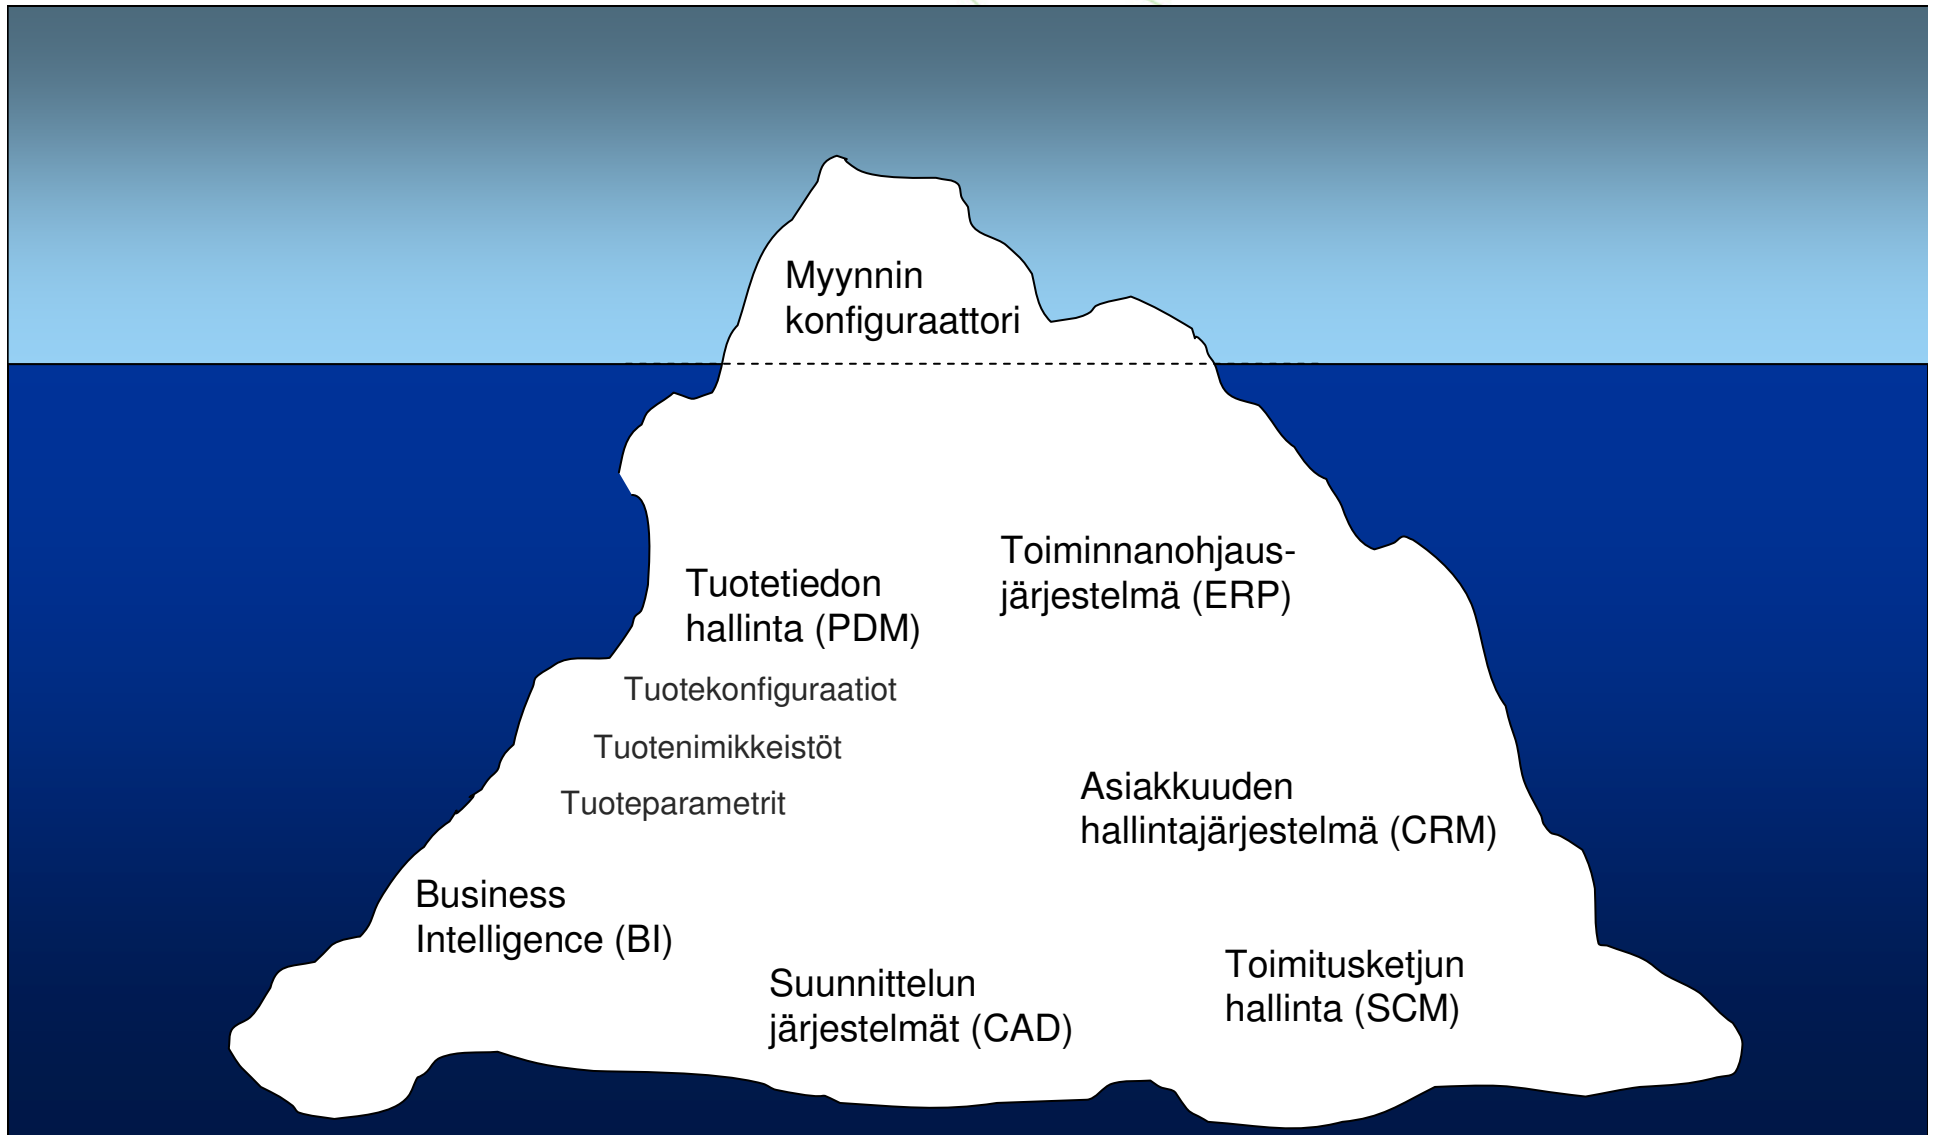 Myynnin
konfiguraattori
Toiminnanohjaus-
järjestelmä (ERP)
Tuotetiedon
hallinta (PDM)
Tuotekonfiguraatiot
Tuotenimikkeistöt
Tuoteparametrit
Asiakkuuden
hallintajärjestelmä (CRM)
Business
Intelligence (BI)
Suunnittelun
järjestelmät (CAD)
Toimitusketjun
hallinta (SCM)